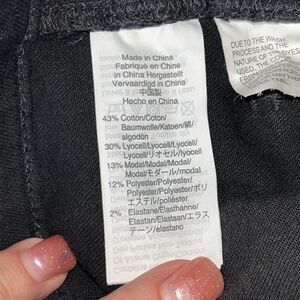 Made in China
Fabriqué en Chine
in China Hergestellt
Vervaardigd in China
中国製
Hecho en China
43% Cotton/Coton/
Baumwolle/Katoen/綿/
algodón
30% Lyocell/Lyocell/Lyocell/
Lyocell/リオセル/lyocell
13% Modal/Modal/Modal/
Modal/モダール/modal
12% Polyester/Polyester/
Polyester/Polyester/ポリ
エステル/poliéster
2% Elastane/Elasthanne/
Elastan/Elastaan/エラス
テーン/elastano
DUE TO THE WASH
PROCESS AND THE
NATURE OF THE
USED, THE